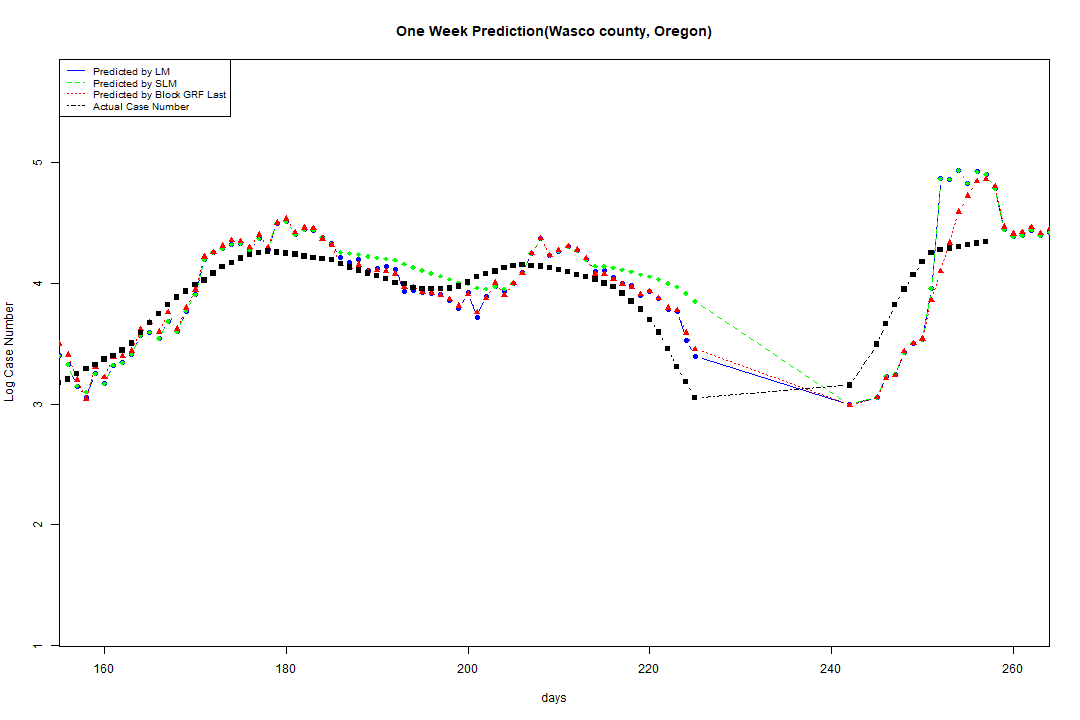 One Week Prediction(Wasco county, Oregon)
Predicted by LM
Predicted by SLM
Predicted by Block GRF Last
Actual Case Number
Log Case Number
5
4
3
2
1
160 180 200 220 240 260
days